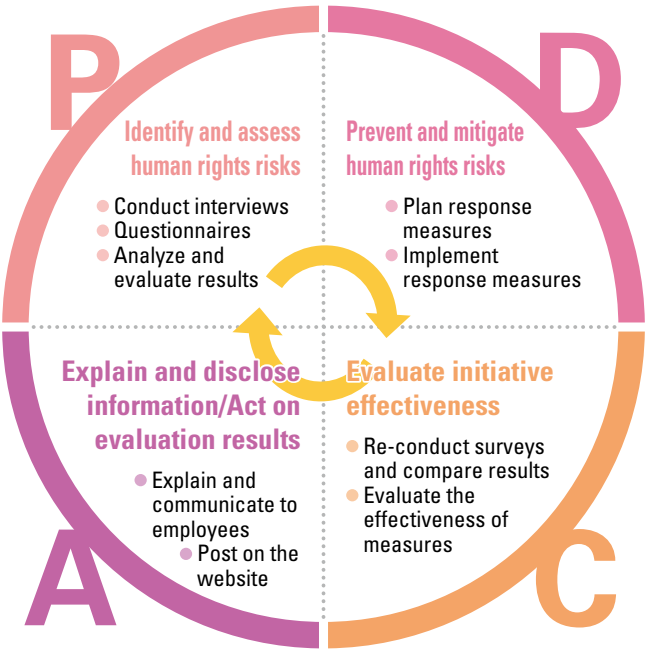 P
Identify and assess
human rights risks
Conduct interviews
Questionnaires
Analyze and
evaluate results
D
Prevent and mitigate
human rights risks
Plan response
measures
Implement
response measures
A
Explain and disclose
information/Act on
evaluation results
Explain and
communicate to
employees
Post on the
website
C
Evaluate initiative
effectiveness
Re-conduct surveys
and compare results
Evaluate the
effectiveness of
measures